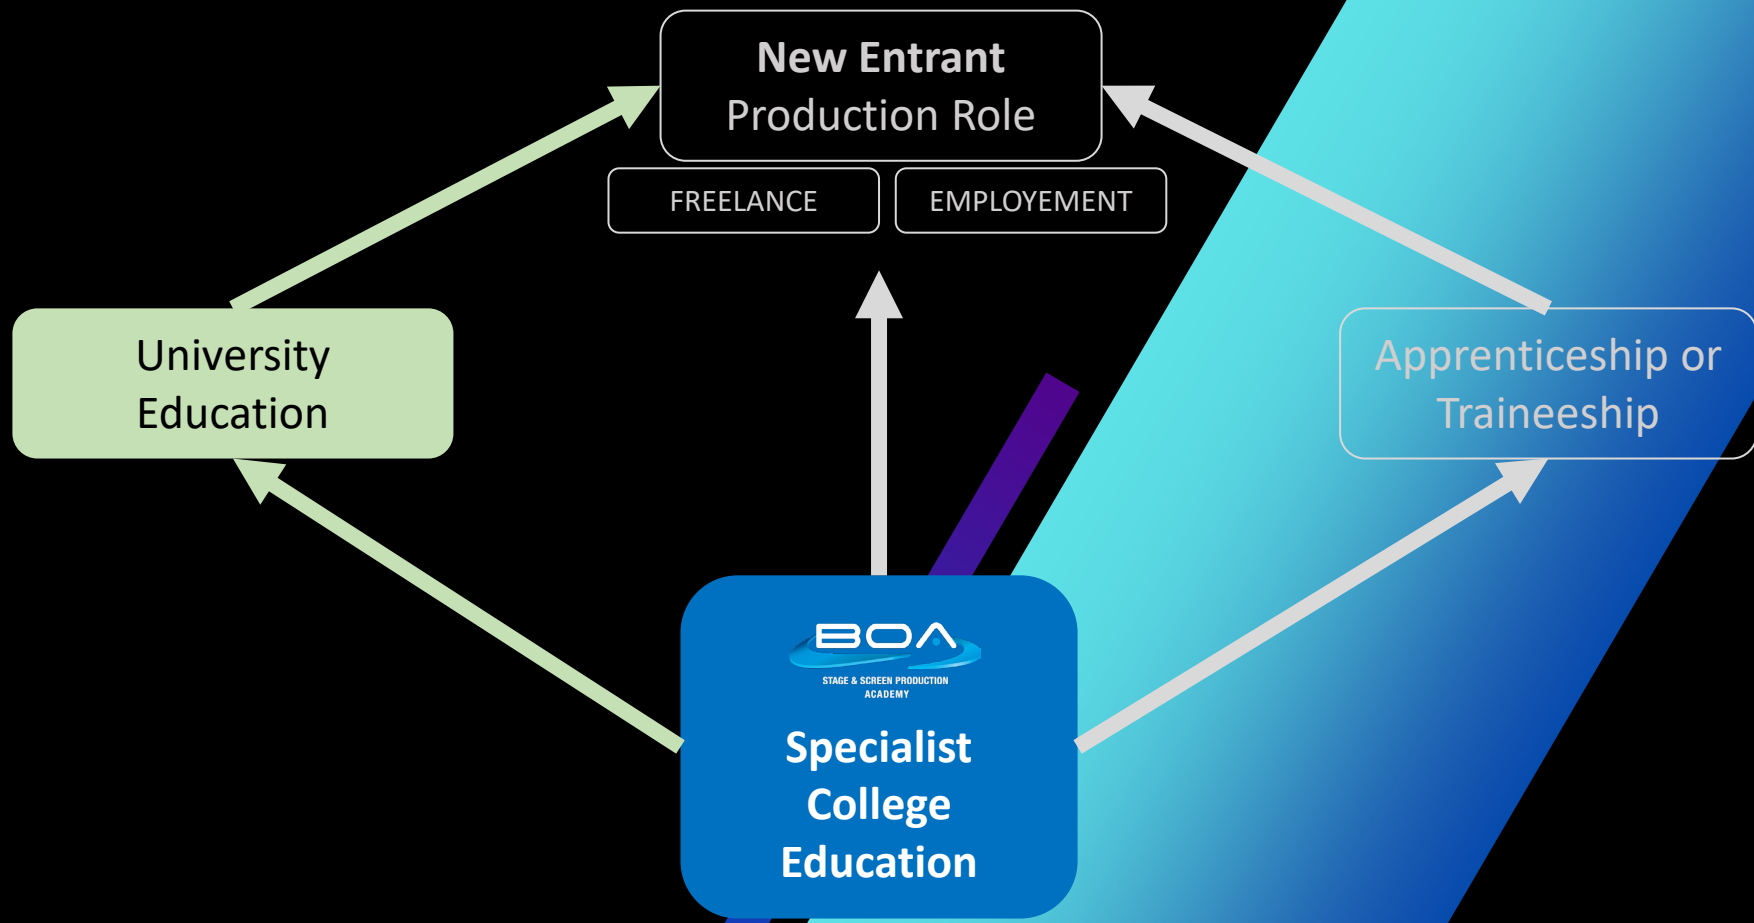 New Entrant
Production Role
FREELANCE
EMPLOYEMENT
University
Education
Apprenticeship or
Traineeship
BOA
STAGE & SCREEN PRODUCTION
ACADEMY
Specialist
College
Education